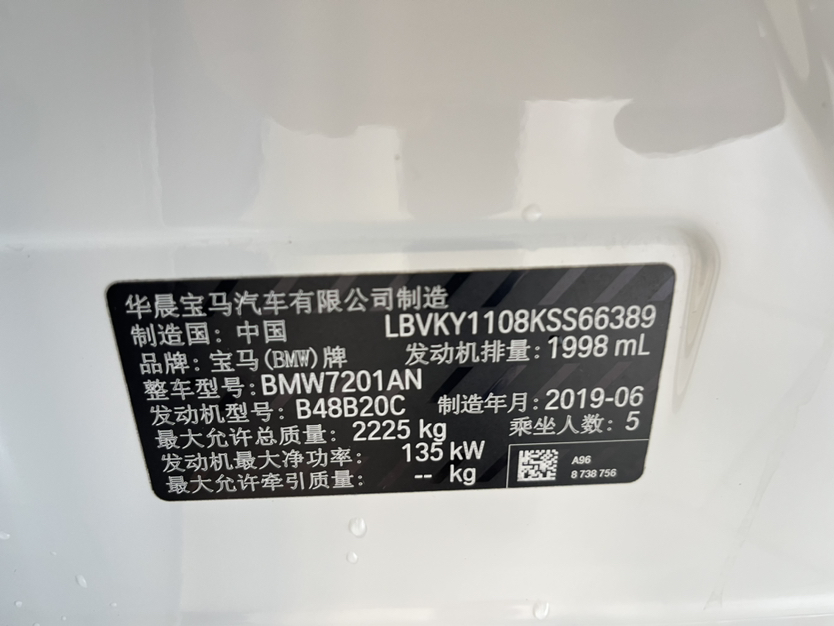 华晨宝马汽车有限公司制造
制造国: 中国 LBVKY1108KSS66389
品牌: 宝马(BMW)牌 发动机排量: 1998 mL
整车型号: BMW7201AN
发动机型号: B48B20C 制造年月: 2019-06
最大允许总质量: 2225 kg 乘坐人数: 5
发动机最大净功率: 135 kW
最大允许牵引质量: -- kg
A96
8 738 756